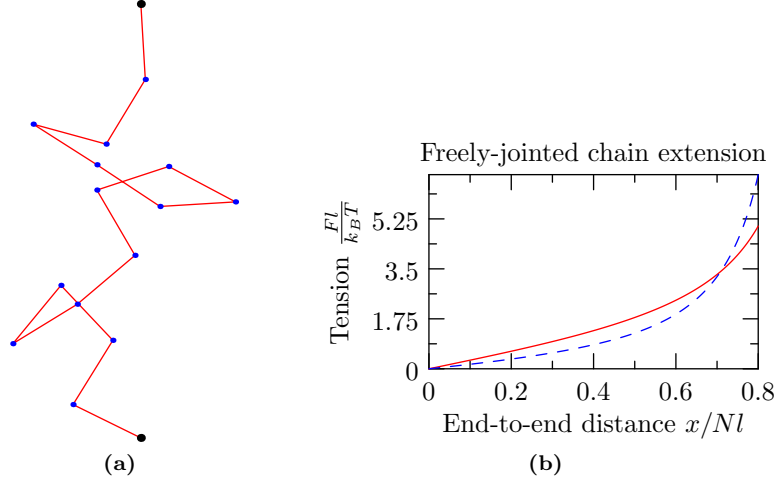 Freely-jointed chain extension
Tension Fl/k_BT
5.25
3.5
1.75
0
0 0.2 0.4 0.6 0.8
End-to-end distance x/Nl
(a) (b)